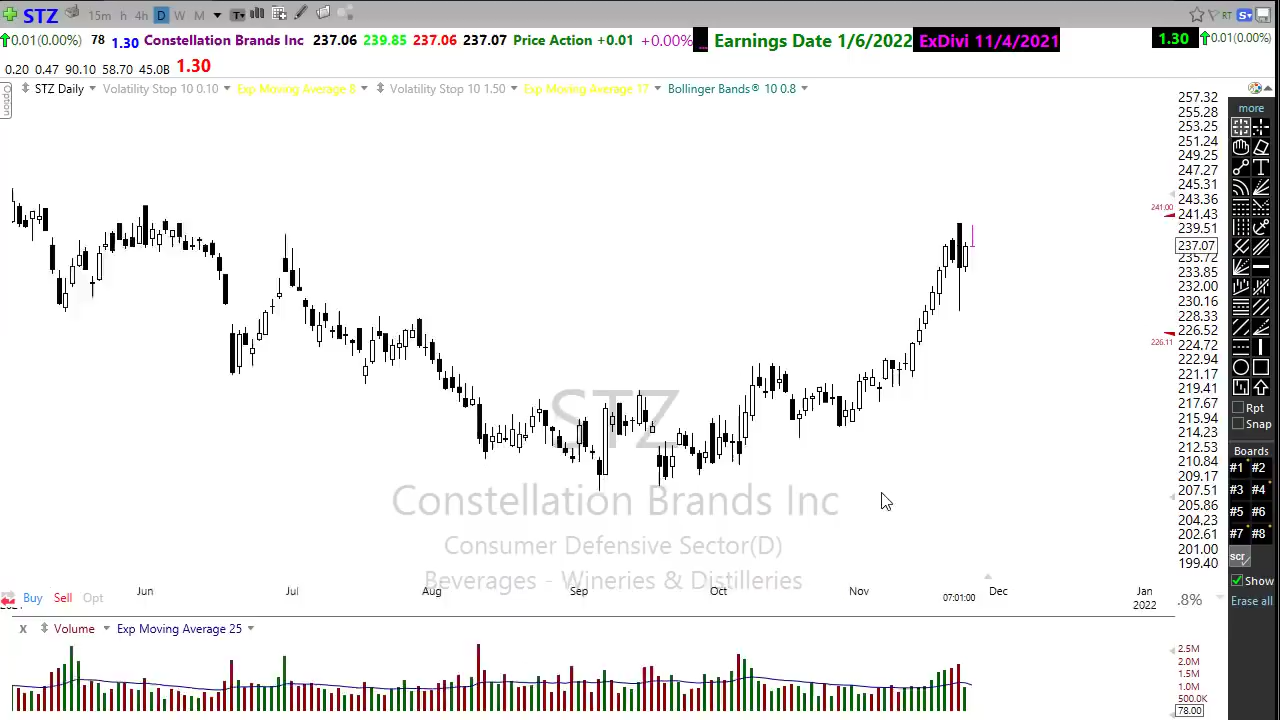 STZ 15m h 4h D W M T RT S
0.01(0.00%) 78 1.30 Constellation Brands Inc 237.06 239.85 237.06 237.07 Price Action +0.01 +0.00% ... Earnings Date 1/6/2022 ExDivi 11/4/2021 1.30 0.01(0.00%)
0.20 0.47 90.10 58.70 45.0B 1.30
STZ Daily Volatility Stop 10 0.10 Exp Moving Average 8 Volatility Stop 10 1.50 Exp Moving Average 17 Bollinger Bands® 10 0.8
Option
257.32
255.28
253.25
251.24
249.25
247.27
245.31
243.36
241.43
239.51
237.07
235.72
233.85
232.00
230.16
228.33
226.52
224.72
222.94
221.17
219.41
217.67
215.94
214.23
212.53
210.84
209.17
207.51
205.86
204.23
202.61
201.00
199.40
241.00
226.11
more
T
Rpt
Snap
Boards
#1 #2
#3 #4
#5 #6
#7 #8
scr
Show
Erase all
STZ
Constellation Brands Inc
Consumer Defensive Sector(D)
Beverages - Wineries & Distilleries
Jun Jul Aug Sep Oct Nov Dec Jan
Buy Sell Opt 07:01:00 2022 .8%
X Volume Exp Moving Average 25
2.5M
2.0M
1.5M
1.0M
500.0K
78.00